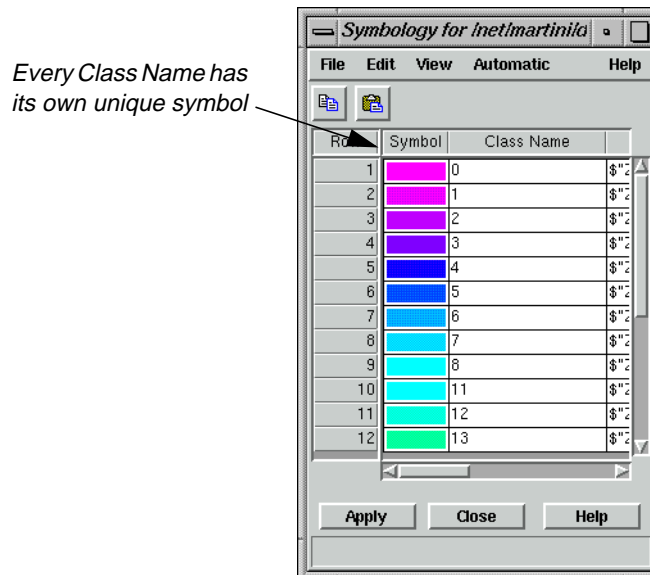 Every Class Name has
its own unique symbol
Symbology for /net/martini/d
File Edit View Automatic Help
Symbol Class Name
1 0 $"
2 1 $"
3 2 $"
4 3 $"
5 4 $"
6 5 $"
7 6 $"
8 7 $"
9 8 $"
10 11 $"
11 12 $"
12 13 $"
Apply Close Help